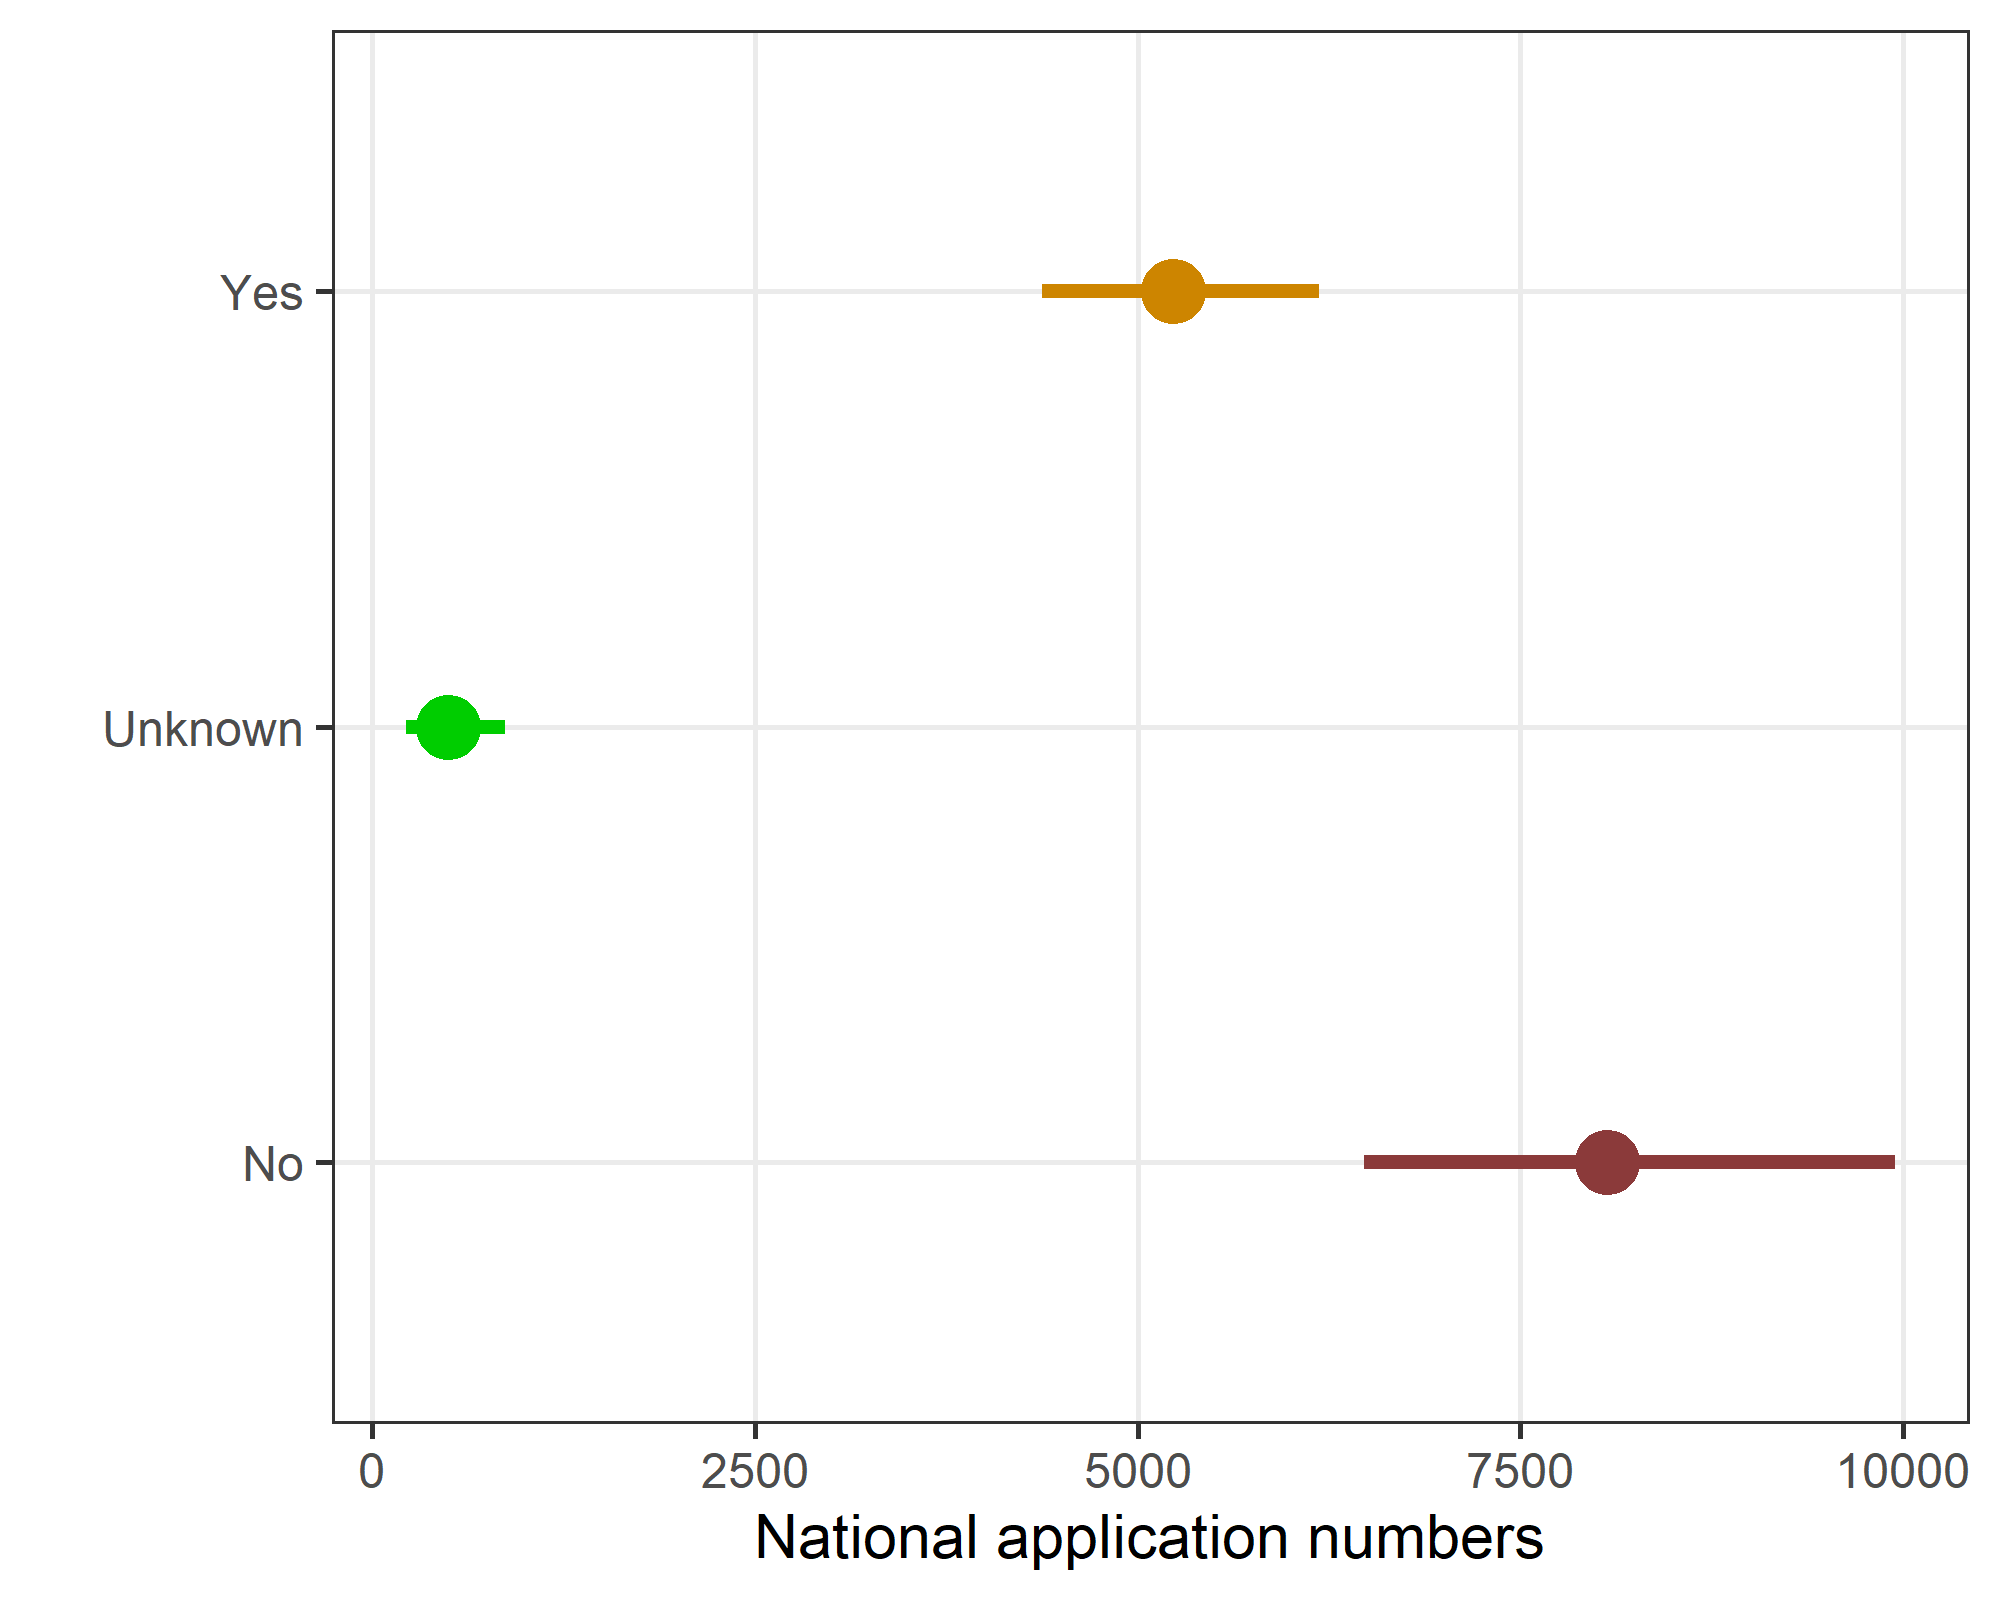 Yes
Unknown
No
0 2500 5000 7500 10000
National application numbers